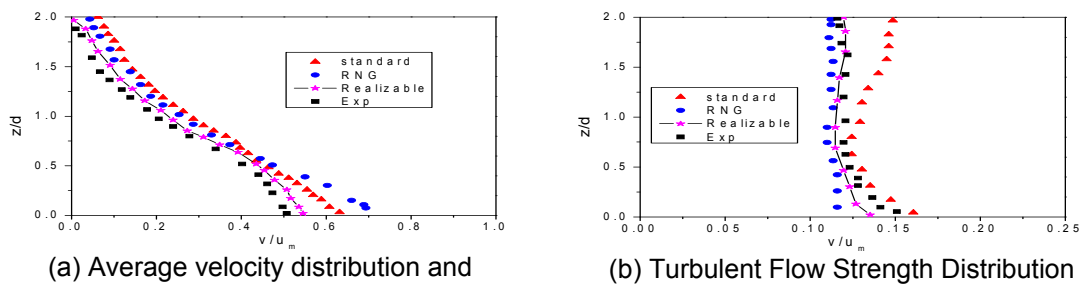 2.0
1.5
1.0
0.5
0.0
z/d
0.0 0.2 0.4 0.6 0.8 1.0
v/u m
standard
RNG
Realizable
Exp
(a) Average velocity distribution and
2.0
1.5
1.0
0.5
0.0
z/d
0.00 0.05 0.10 0.15 0.20 0.25
v/u m
standard
RNG
Realizable
Exp
(b) Turbulent Flow Strength Distribution